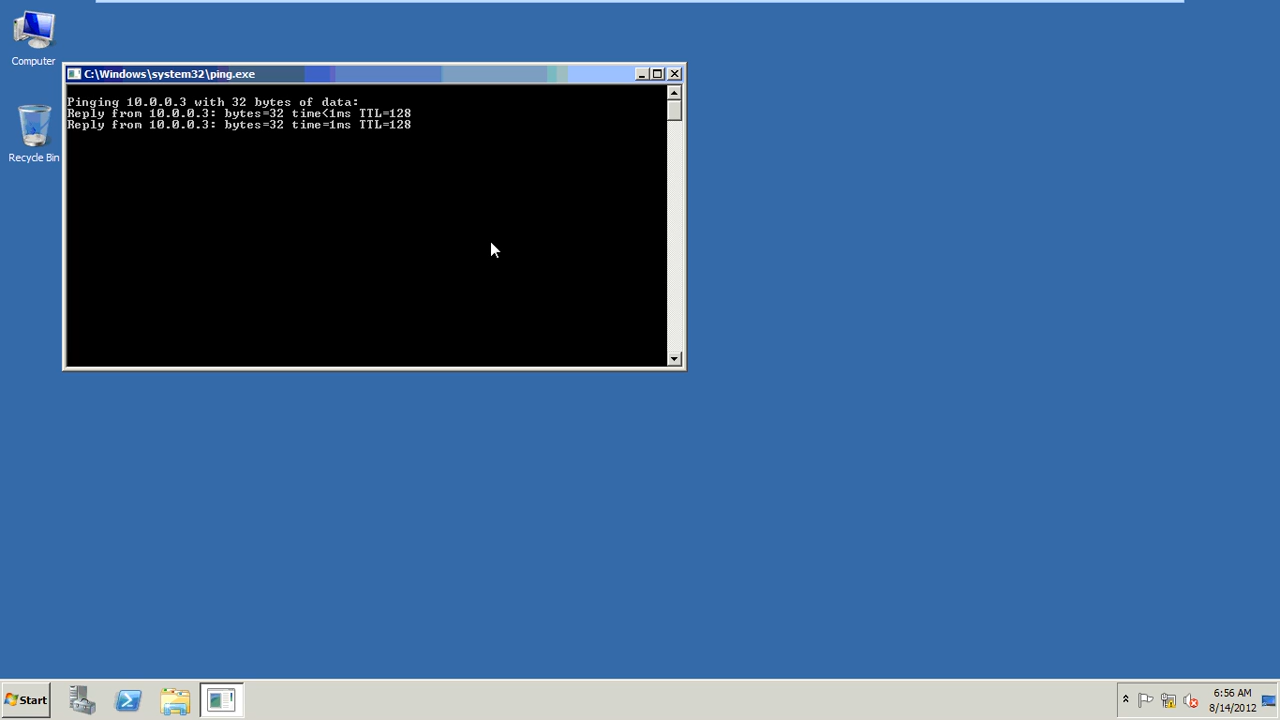 Computer
Recycle Bin
C:\Windows\system32\ping.exe
Pinging 10.0.0.3 with 32 bytes of data:
Reply from 10.0.0.3: bytes=32 time<1ms TTL=128
Reply from 10.0.0.3: bytes=32 time=1ms TTL=128
Start
6:56 AM
8/14/2012